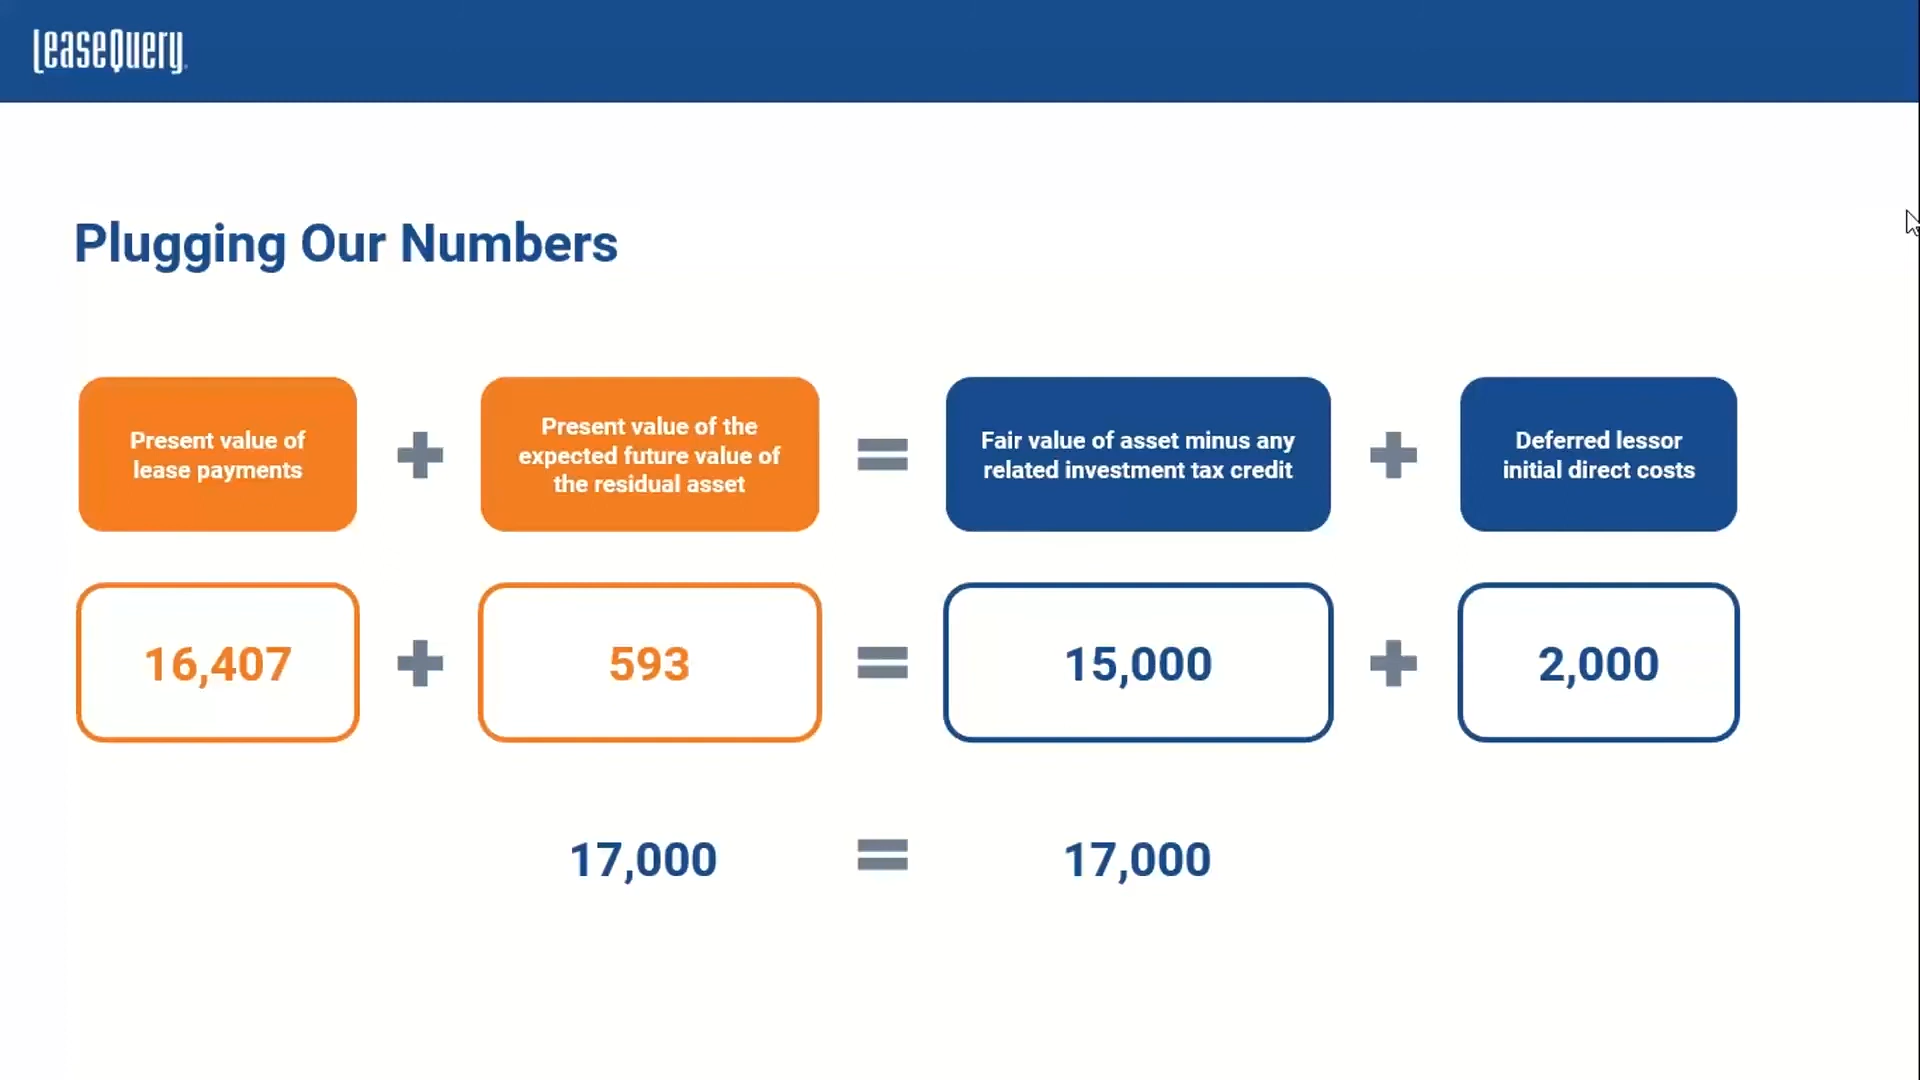 LeaseQuery
Plugging Our Numbers
Present value of
lease payments
+
Present value of the
expected future value of
the residual asset
=
Fair value of asset minus any
related investment tax credit
+
Deferred lessor
initial direct costs
16,407 + 593 = 15,000 + 2,000
17,000 = 17,000